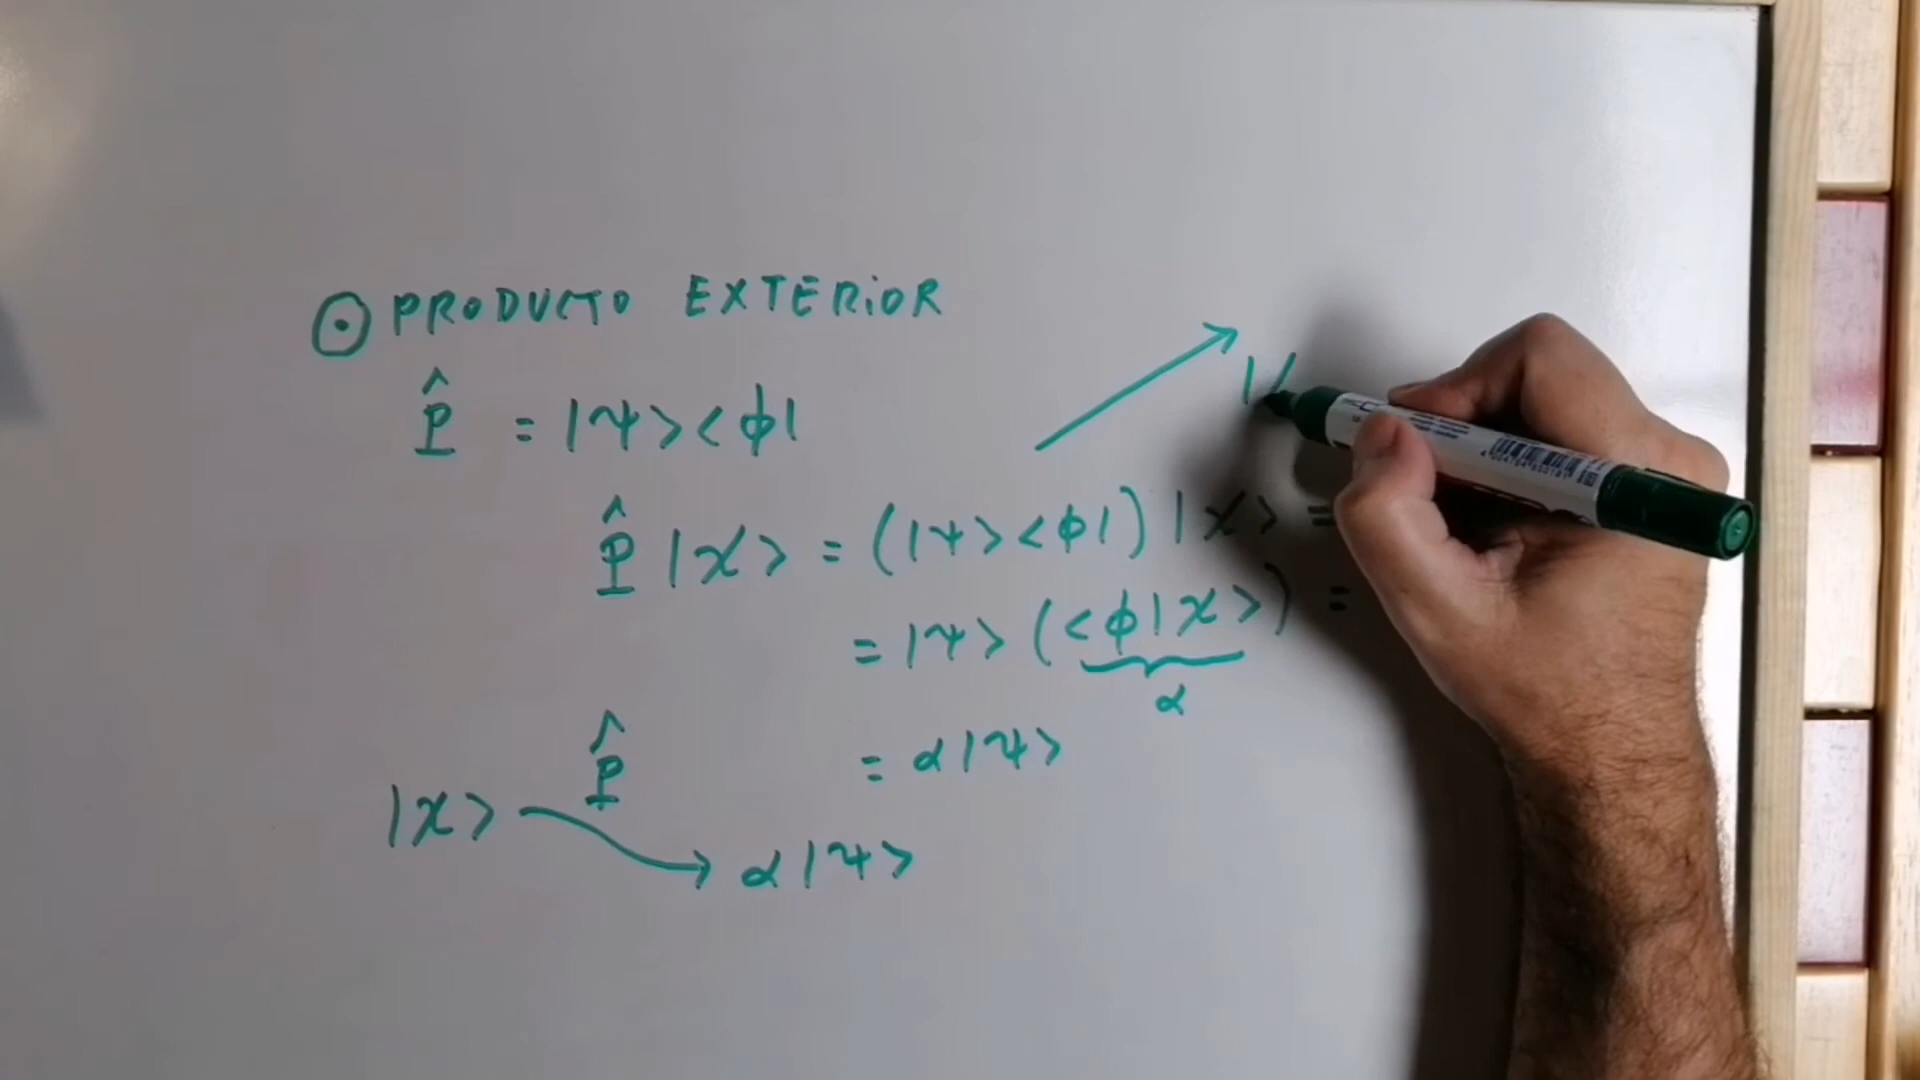 ⊙ PRODUCTO EXTERIOR
P̂ = |ψ><ϕ|
P̂ |χ> = (|ψ><ϕ|) |χ> =
= |ψ> (<ϕ|χ>) =
α
P̂ = α|ψ>
|χ> → α|ψ>